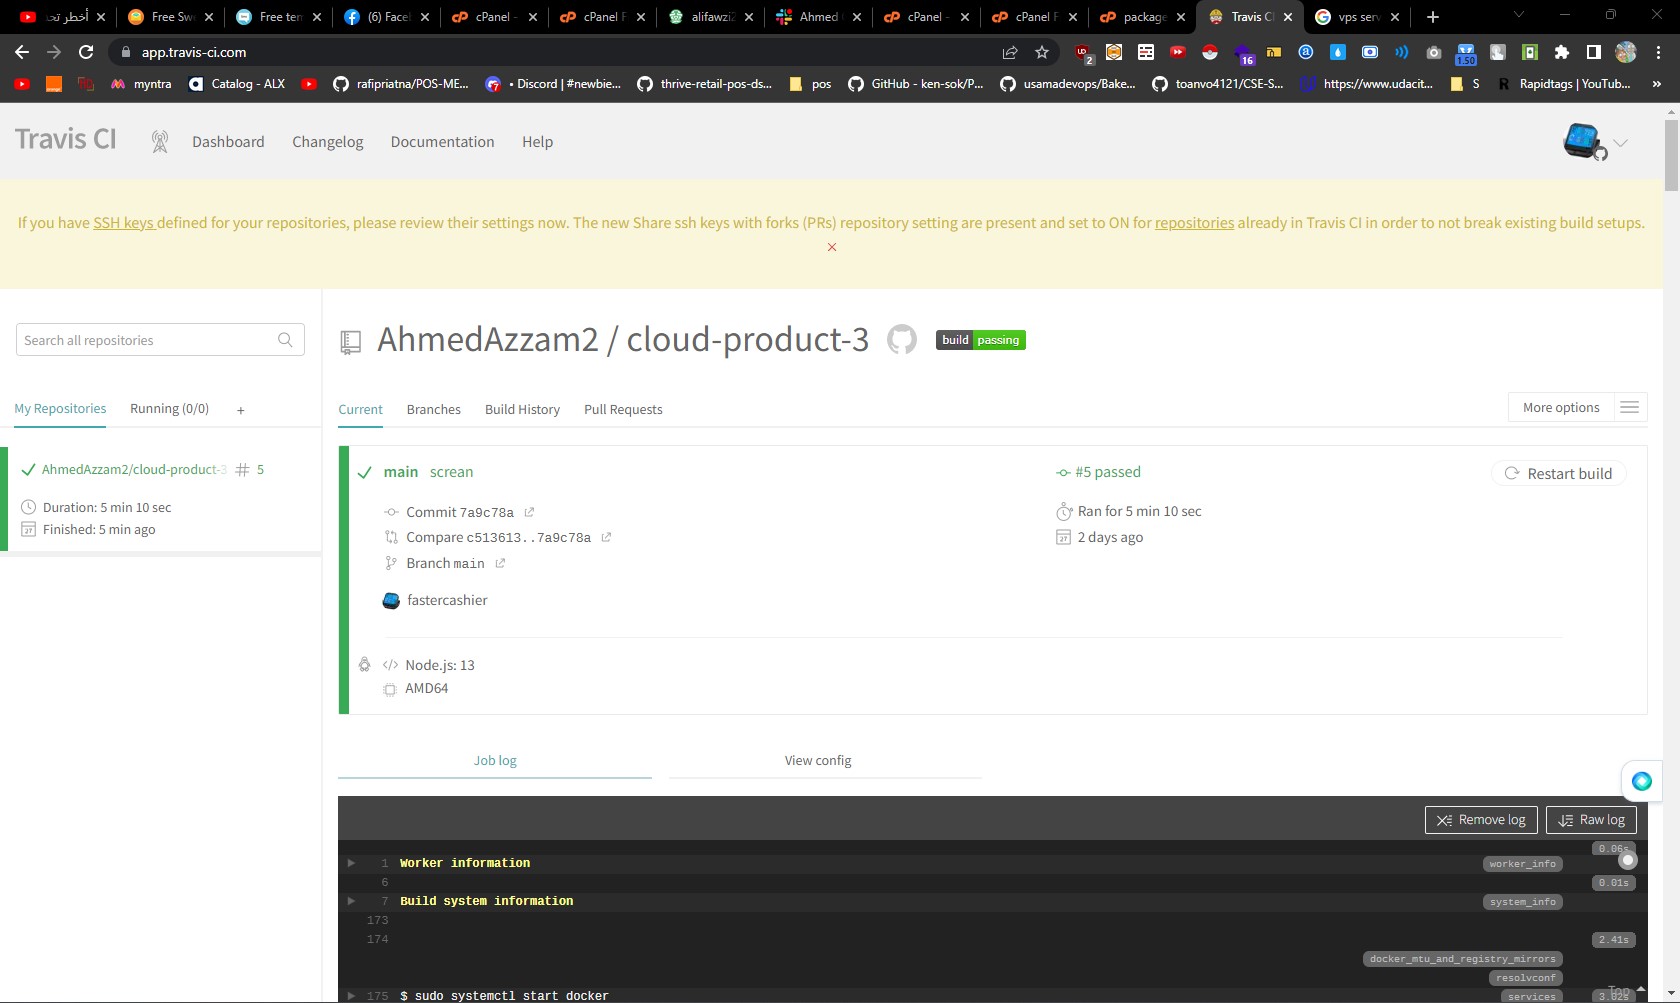 أخطر تحد
Free Sw
Free tem
(6) Face
cPanel -
cPanel F
alifawzi2
Ahmed
cPanel -
cPanel F
package
Travis CI
vps serv
app.travis-ci.com
2
16
1.50
myntra
Catalog - ALX
rafipriatna/POS-ME...
• Discord | #newbie...
thrive-retail-pos-ds...
pos
GitHub - ken-sok/P...
usamadevops/Bake...
toanvo4121/CSE-S...
https://www.udacit...
S
Rapidtags | YouTub...
»
Travis CI
Dashboard
Changelog
Documentation
Help
If you have SSH keys defined for your repositories, please review their settings now. The new Share ssh keys with forks (PRs) repository setting are present and set to ON for repositories already in Travis CI in order to not break existing build setups.
Search all repositories
AhmedAzzam2 / cloud-product-3
build passing
My Repositories
Running (0/0)
+
Current
Branches
Build History
Pull Requests
More options
AhmedAzzam2/cloud-product-3
# 5
Duration: 5 min 10 sec
Finished: 5 min ago
main screan
#5 passed
Restart build
Commit 7a9c78a
Ran for 5 min 10 sec
Compare c513613..7a9c78a
2 days ago
Branch main
fastercashier
Node.js: 13
AMD64
Job log
View config
Remove log
Raw log
0.06s
1 Worker information
worker_info
6
0.01s
7 Build system information
system_info
173
174
2.41s
docker_mtu_and_registry_mirrors
resolvconf
175 $ sudo systemctl start docker
services
3.02s
Top